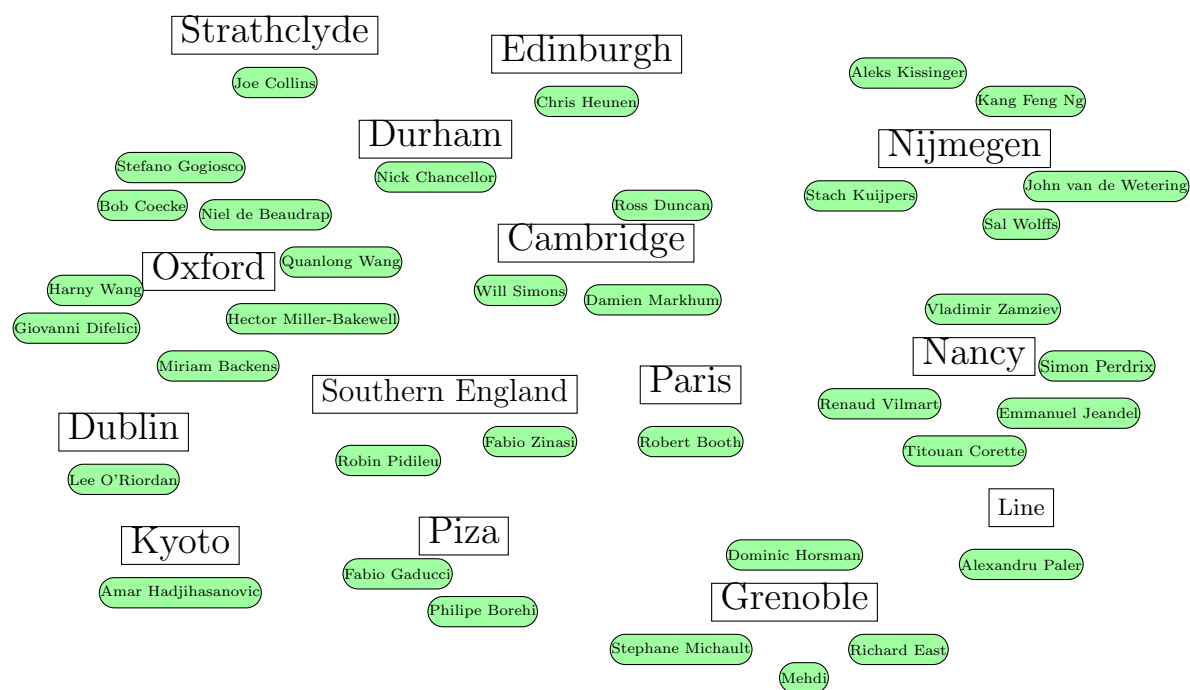 Strathclyde
Joe Collins
Edinburgh
Chris Heunen
Aleks Kissinger
Kang Feng Ng
Durham
Nick Chancellor
Nijmegen
Stach Kuijpers
John van de Wetering
Sal Wolffs
Stefano Gogiosco
Bob Coecke
Niel de Beaudrap
Ross Duncan
Cambridge
Will Simons
Damien Markhum
Oxford
Quanlong Wang
Harny Wang
Giovanni Difelici
Hector Miller-Bakewell
Miriam Backens
Vladimir Zamziev
Nancy
Simon Perdrix
Renaud Vilmart
Emmanuel Jeandel
Titouan Corette
Southern England
Fabio Zinasi
Robin Pidileu
Paris
Robert Booth
Dublin
Lee O'Riordan
Line
Alexandru Paler
Kyoto
Amar Hadjihasanovic
Piza
Fabio Gaducci
Philipe Borehi
Dominic Horsman
Grenoble
Stephane Michault
Richard East
Mehdi